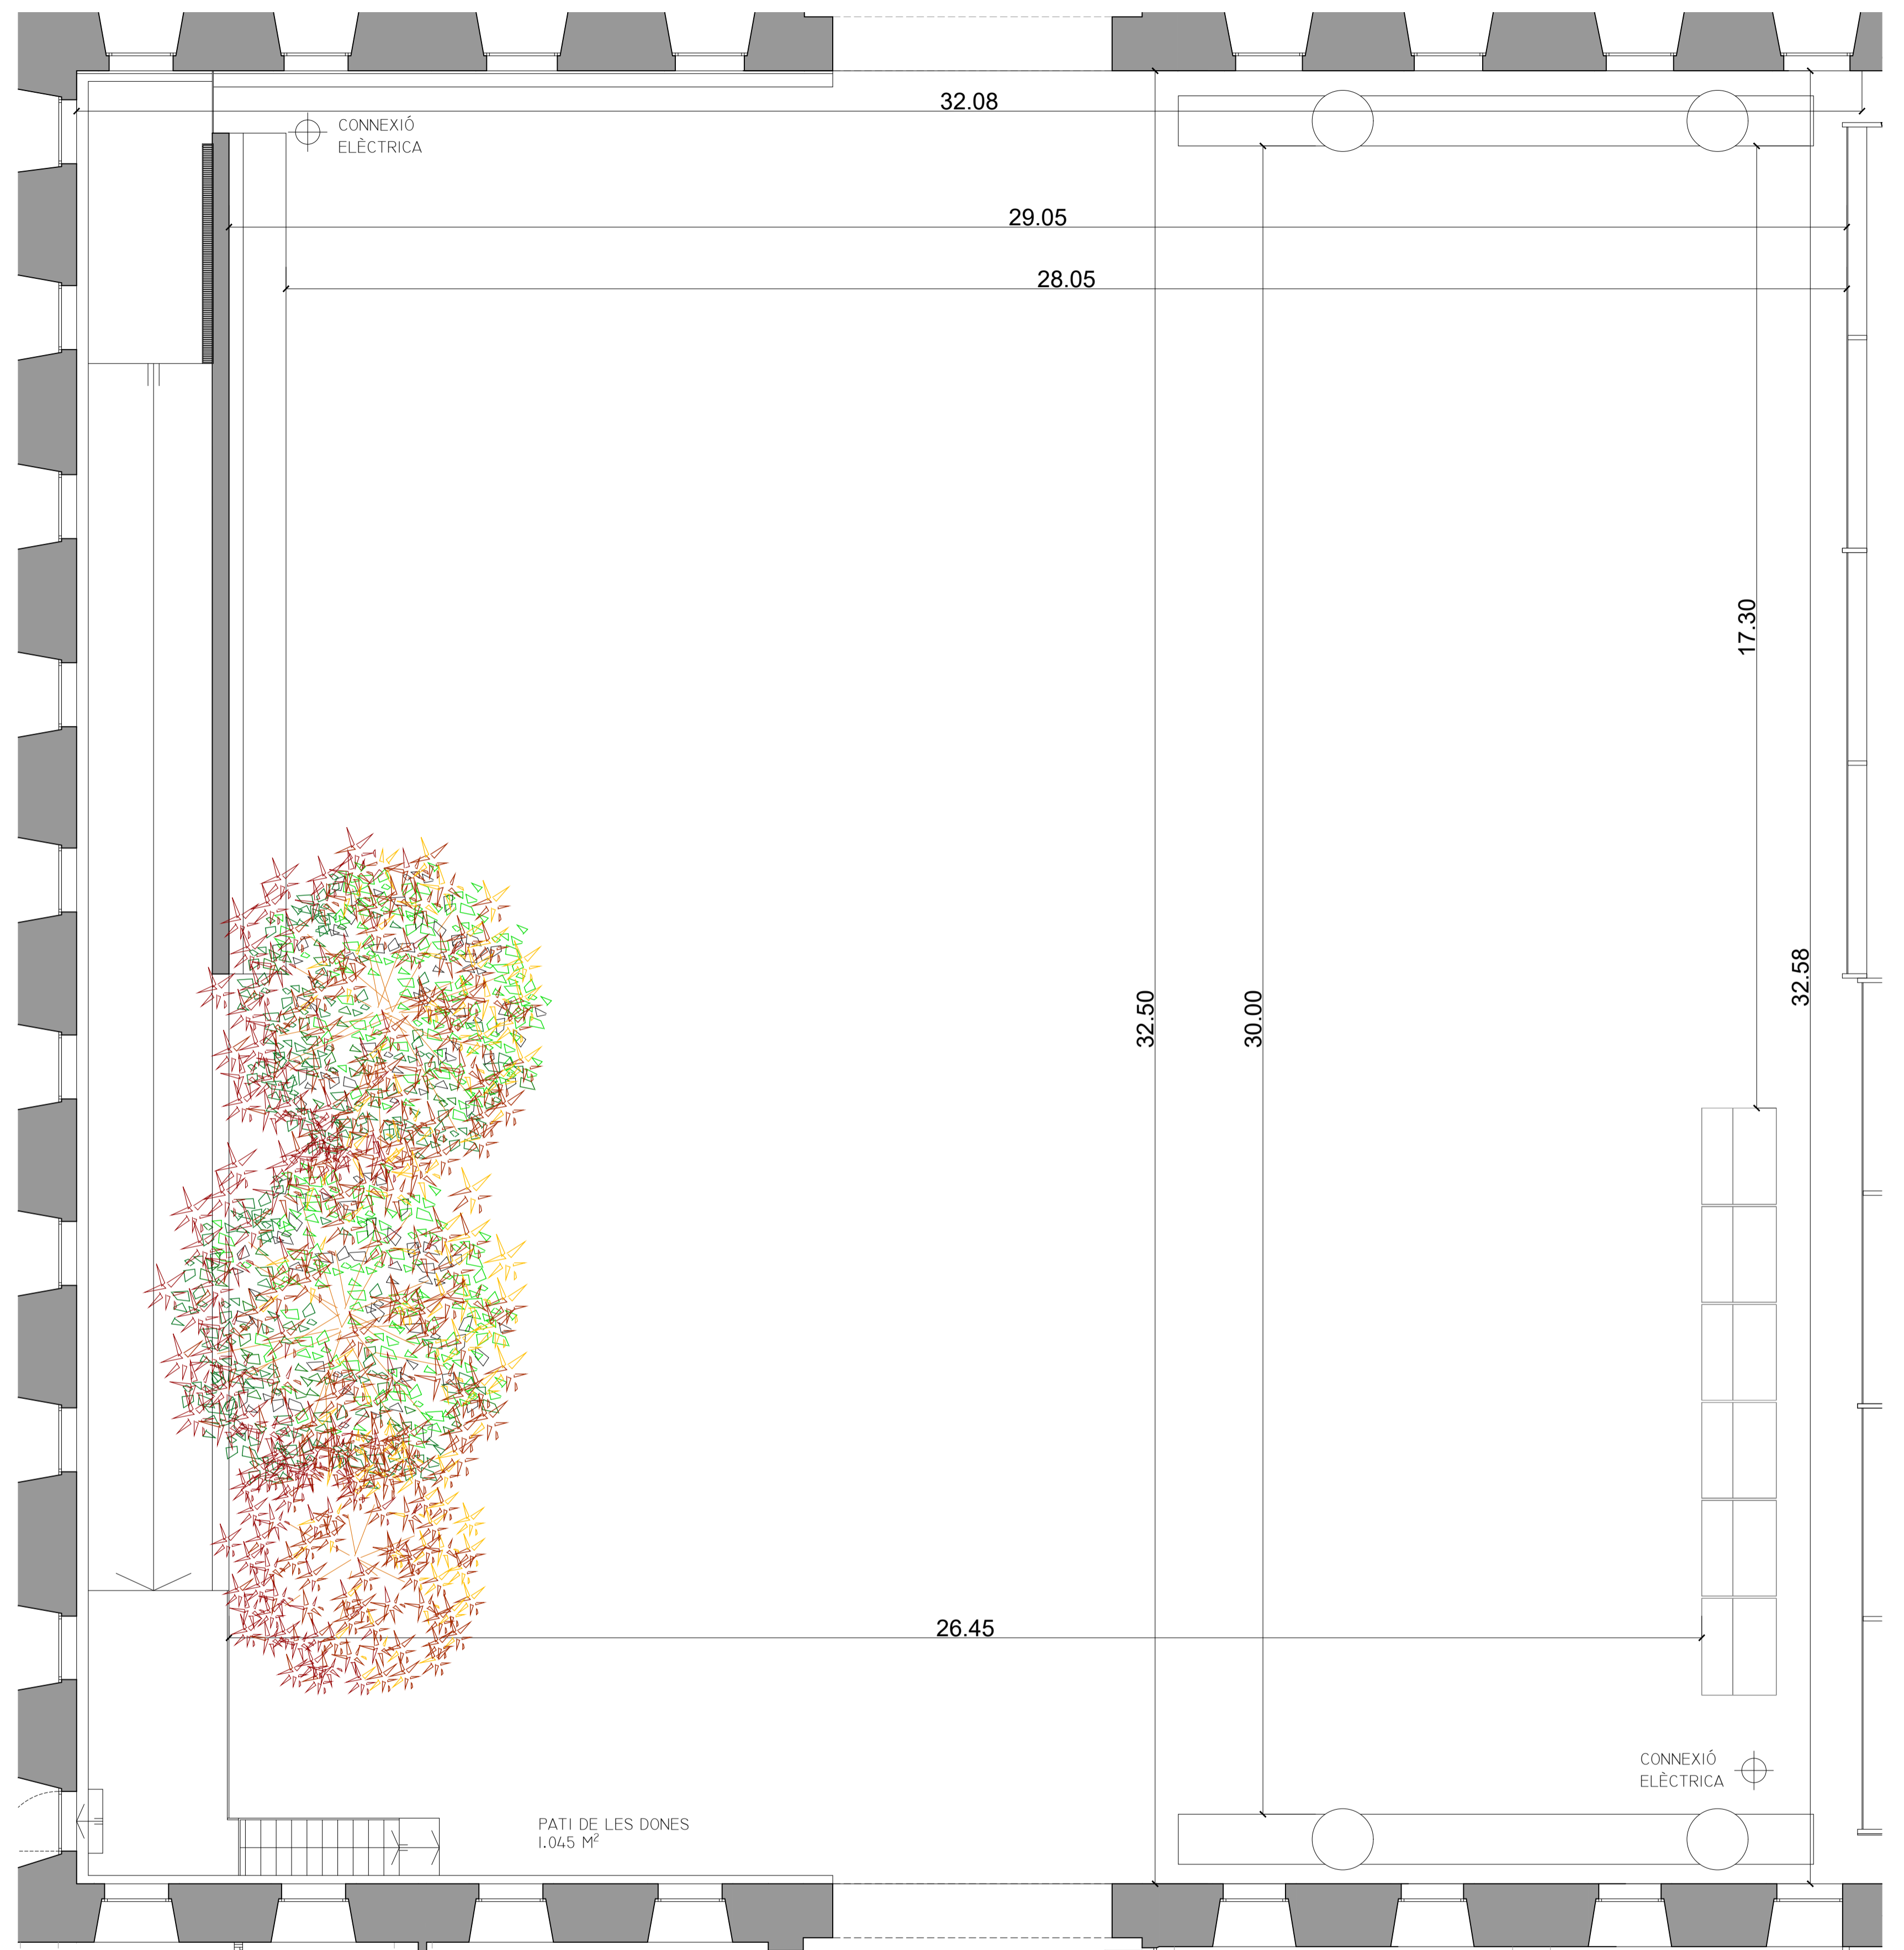 32.08
CONNEXIÓ
ELÈCTRICA
29.05
28.05
17.30
32.58
32.50
30.00
26.45
CONNEXIÓ
ELÈCTRICA
PATI DE LES DONES
1.045 M²